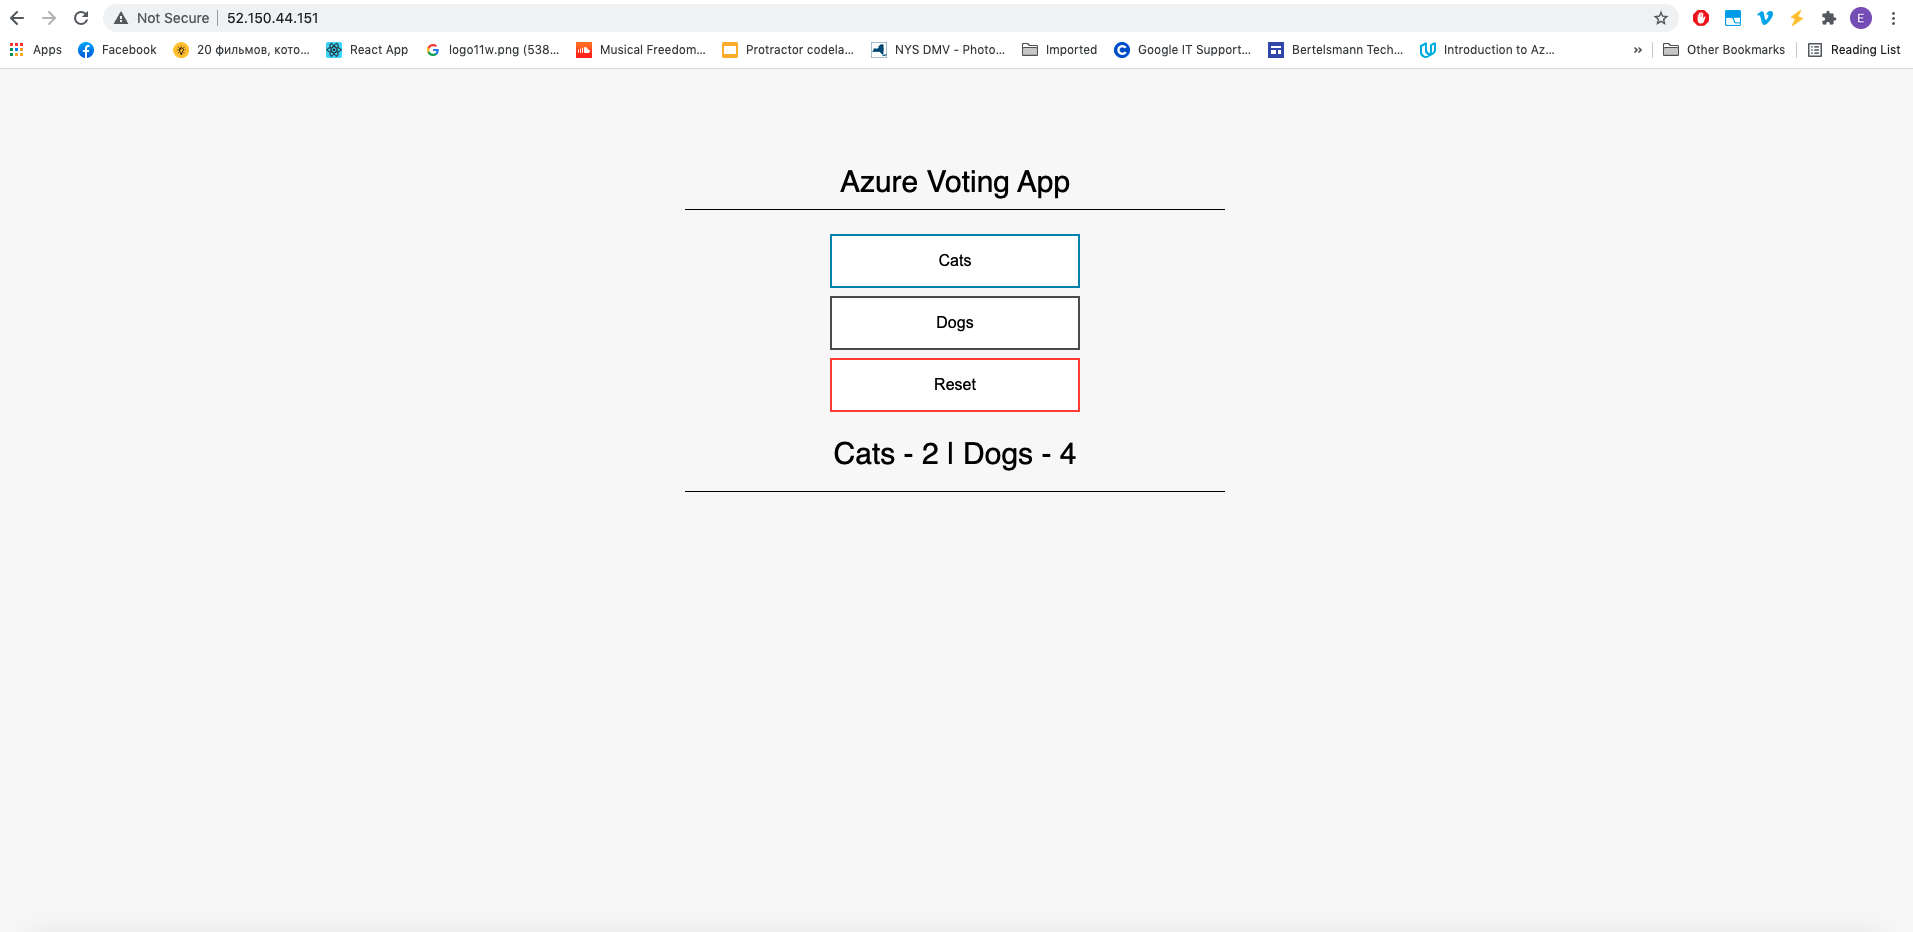 Not Secure 52.150.44.151
E
Apps Facebook 20 фильмов, кото... React App logo11w.png (538... Musical Freedom... Protractor codela... NYS DMV - Photo... Imported Google IT Support... Bertelsmann Tech... Introduction to Az... » Other Bookmarks Reading List
Azure Voting App
Cats
Dogs
Reset
Cats - 2 | Dogs - 4